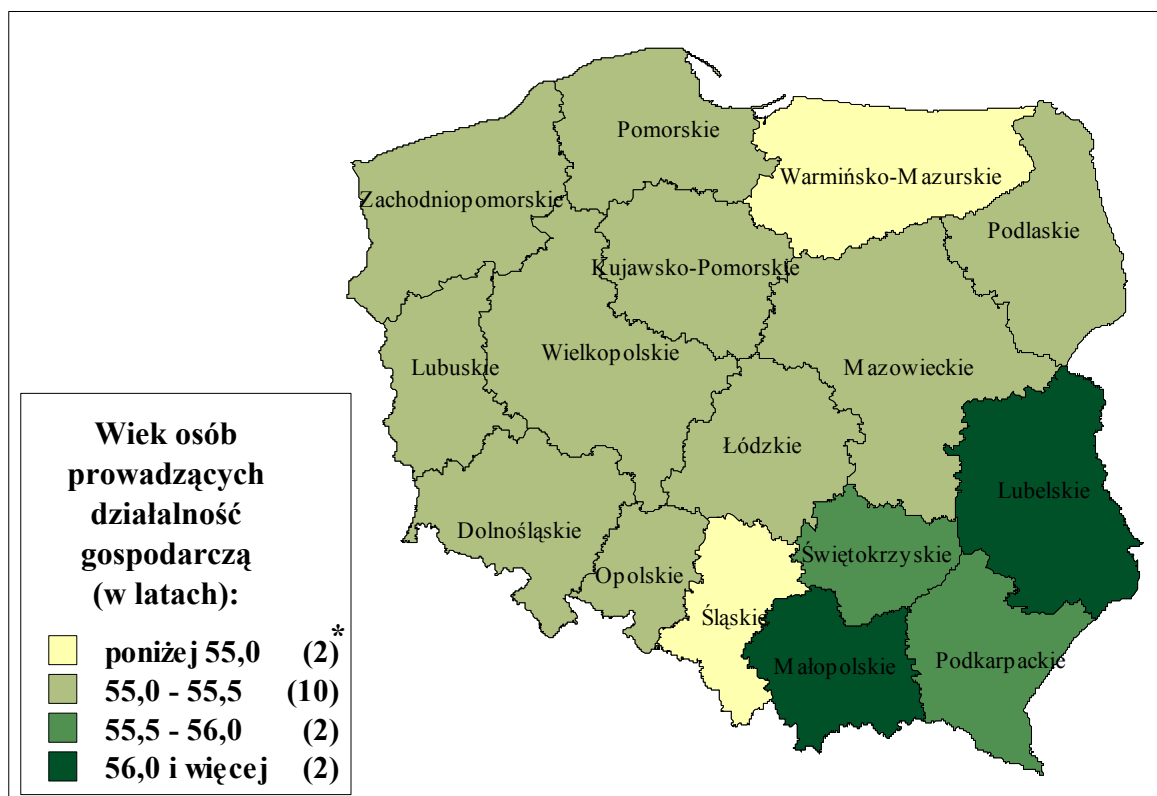 Pomorskie
Warmińsko-Mazurskie
Zachodniopomorskie
Podlaskie
Kujawsko-Pomorskie
Wielkopolskie
Lubuskie
Mazowieckie
Łódzkie
Lubelskie
Dolnośląskie
Świętokrzyskie
Opolskie
Śląskie
Małopolskie
Podkarpackie
Wiek osób
prowadzących
działalność
gospodarczą
(w latach):
poniżej 55,0 (2)*
55,0 - 55,5 (10)
55,5 - 56,0 (2)
56,0 i więcej (2)